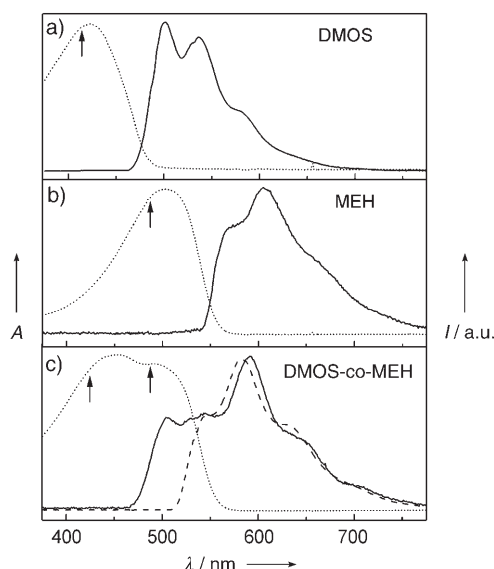 a)
DMOS
b)
MEH
A
I / a.u.
c)
DMOS-co-MEH
400 500 600 700
λ / nm